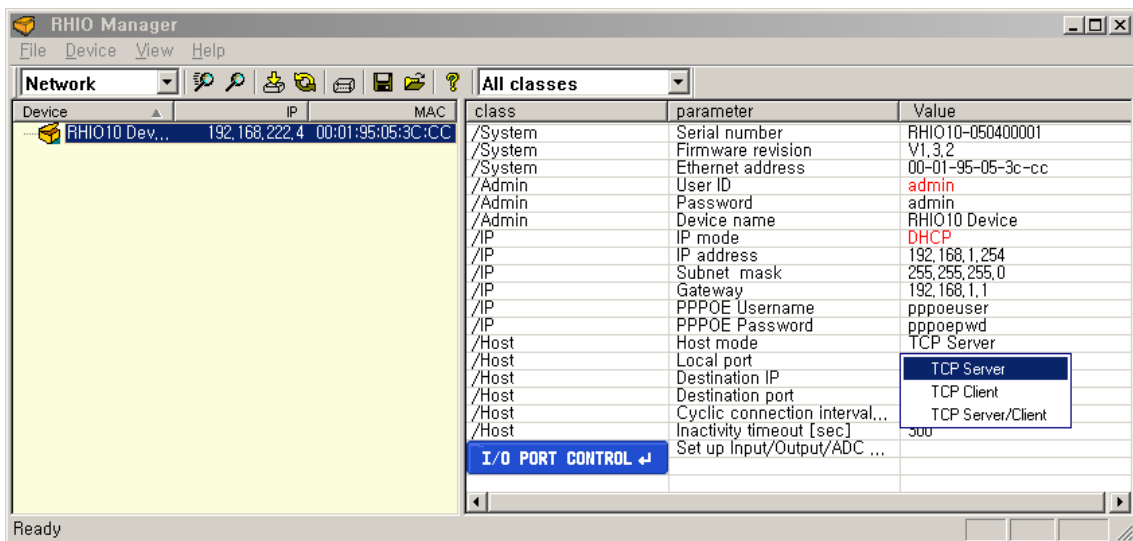 RHIO Manager
File Device View Help
Network All classes
Device IP MAC
RHIO10 Dev... 192.168.222.4 00:01:95:05:3C:CC
class parameter Value
/System Serial number RHIO10-050400001
/System Firmware revision V1.3.2
/System Ethernet address 00-01-95-05-3c-cc
/Admin User ID admin
/Admin Password admin
/Admin Device name RHIO10 Device
/IP IP mode DHCP
/IP IP address 192.168.1.254
/IP Subnet mask 255.255.255.0
/IP Gateway 192.168.1.1
/IP PPPOE Username pppoeuser
/IP PPPOE Password pppoepwd
/Host Host mode TCP Server
/Host Local port
/Host Destination IP
/Host Destination port
/Host Cyclic connection interval...
/Host Inactivity timeout [sec] 300
TCP Server
TCP Client
TCP Server/Client
I/O PORT CONTROL ↵ Set up Input/Output/ADC ...
Ready